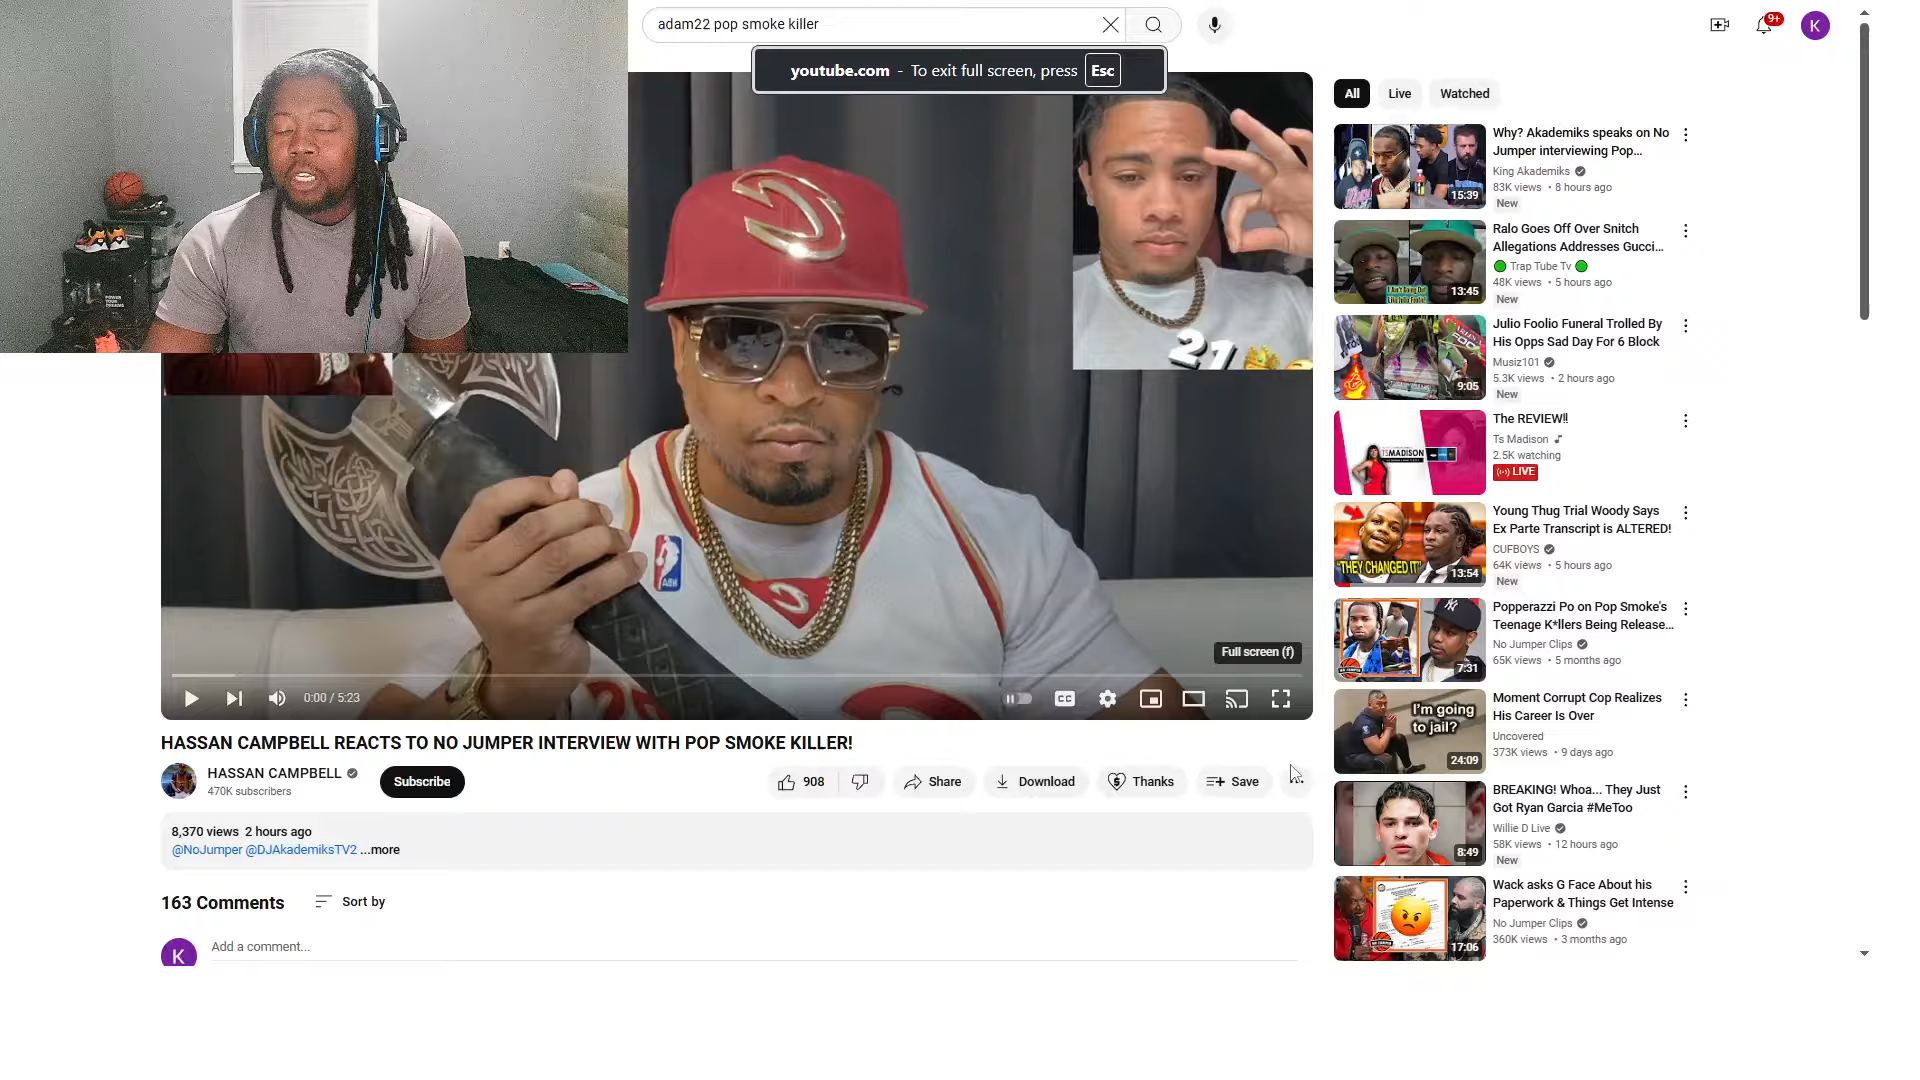 adam22 pop smoke killer
9+
K
youtube.com - To exit full screen, press Esc
21
Full screen (f)
0:00 / 5:23
CC
HASSAN CAMPBELL REACTS TO NO JUMPER INTERVIEW WITH POP SMOKE KILLER!
HASSAN CAMPBELL
470K subscribers
Subscribe
908
Share
Download
Thanks
Save
8,370 views 2 hours ago
@NoJumper @DJAkademiksTV2 ...more
163 Comments
Sort by
K
Add a comment...
All
Live
Watched
15:39
Why? Akademiks speaks on No
Jumper interviewing Pop...
King Akademiks
83K views • 8 hours ago
New
13:45
Ralo Goes Off Over Snitch
Allegations Addresses Gucci...
Trap Tube Tv
48K views • 5 hours ago
New
9:05
Julio Foolio Funeral Trolled By
His Opps Sad Day For 6 Block
Musiz101
5.3K views • 2 hours ago
New
The REVIEW!!
Ts Madison
2.5K watching
LIVE
"THEY CHANGED IT"
13:54
Young Thug Trial Woody Says
Ex Parte Transcript is ALTERED!
CUFBOYS
64K views • 5 hours ago
New
7:31
Popperazzi Po on Pop Smoke's
Teenage K*llers Being Release...
No Jumper Clips
65K views • 5 months ago
I'm going
to jail?
24:09
Moment Corrupt Cop Realizes
His Career Is Over
Uncovered
373K views • 9 days ago
8:49
BREAKING! Whoa... They Just
Got Ryan Garcia #MeToo
Willie D Live
58K views • 12 hours ago
New
17:06
Wack asks G Face About his
Paperwork & Things Get Intense
No Jumper Clips
360K views • 3 months ago